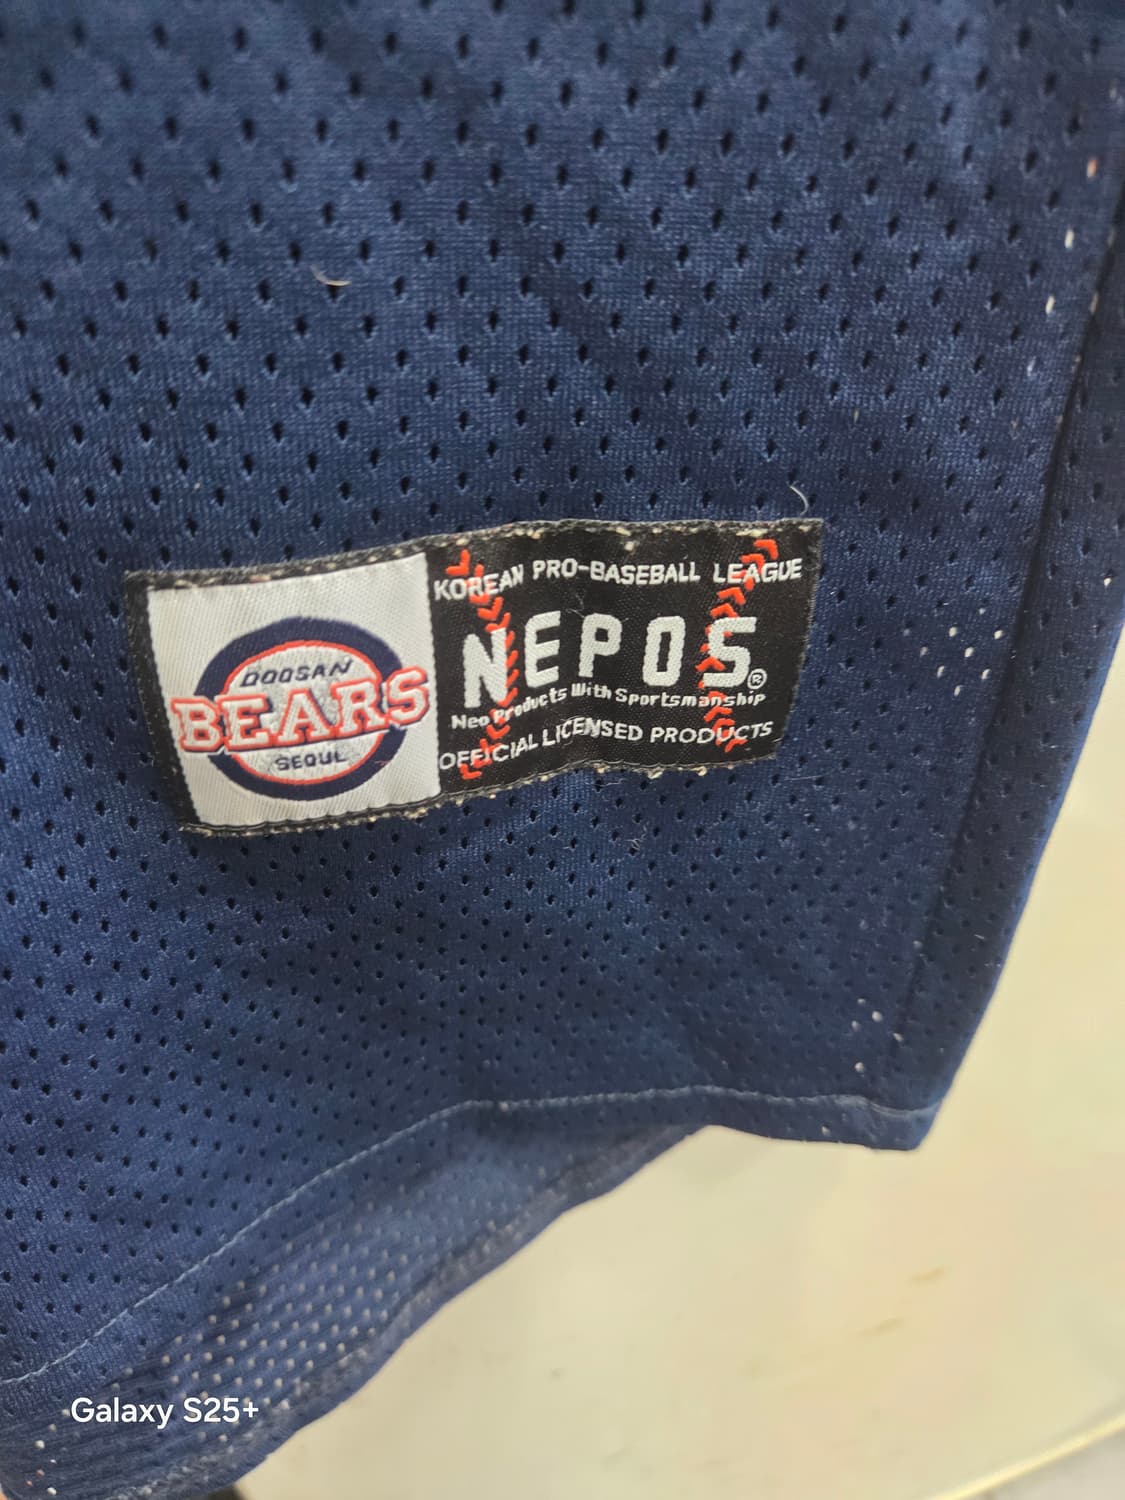 DOOSAN
BEARS
SEOUL
KOREAN PRO-BASEBALL LEAGUE
NEPOS®
Neo Products With Sportsmanship
OFFICIAL LICENSED PRODUCTS
Galaxy S25+